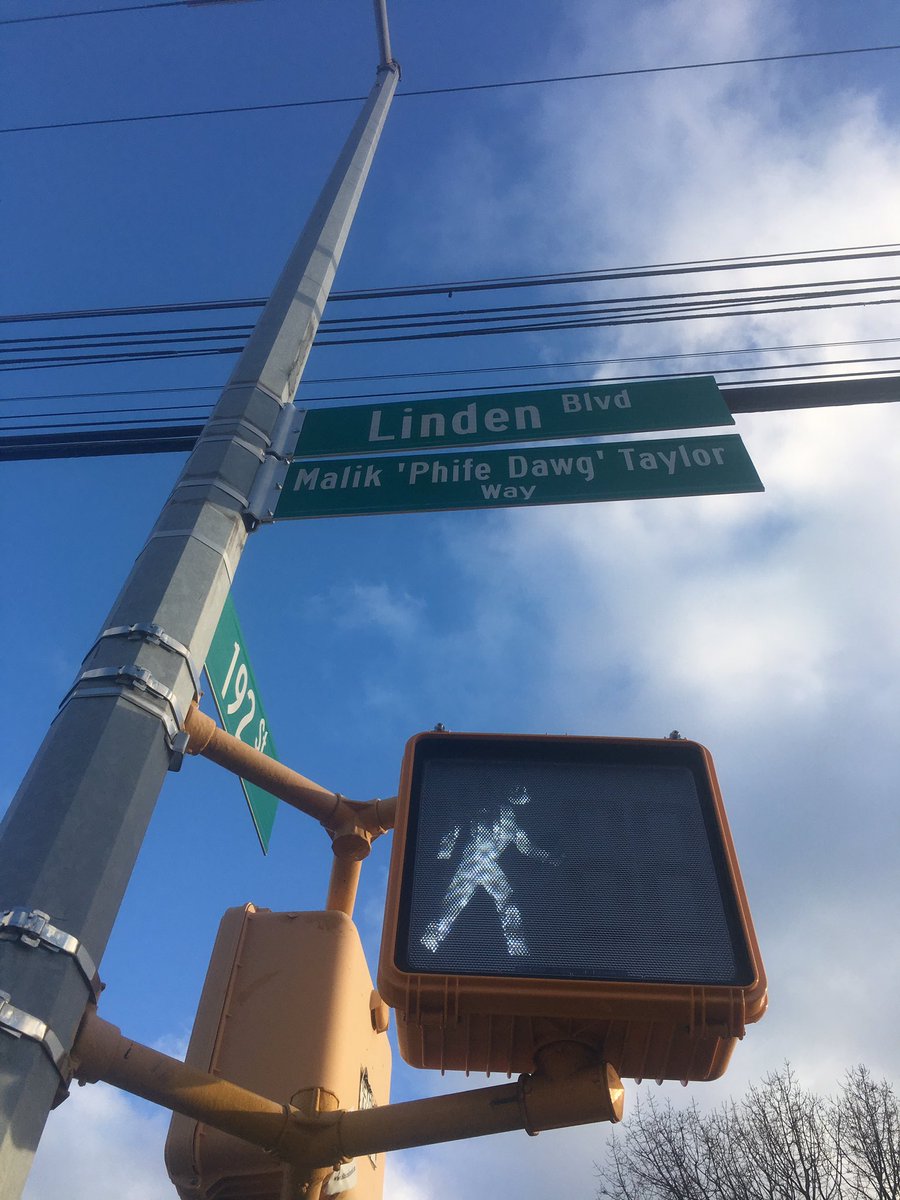 Linden Blvd
Malik 'Phife Dawg' Taylor
Way
192 St